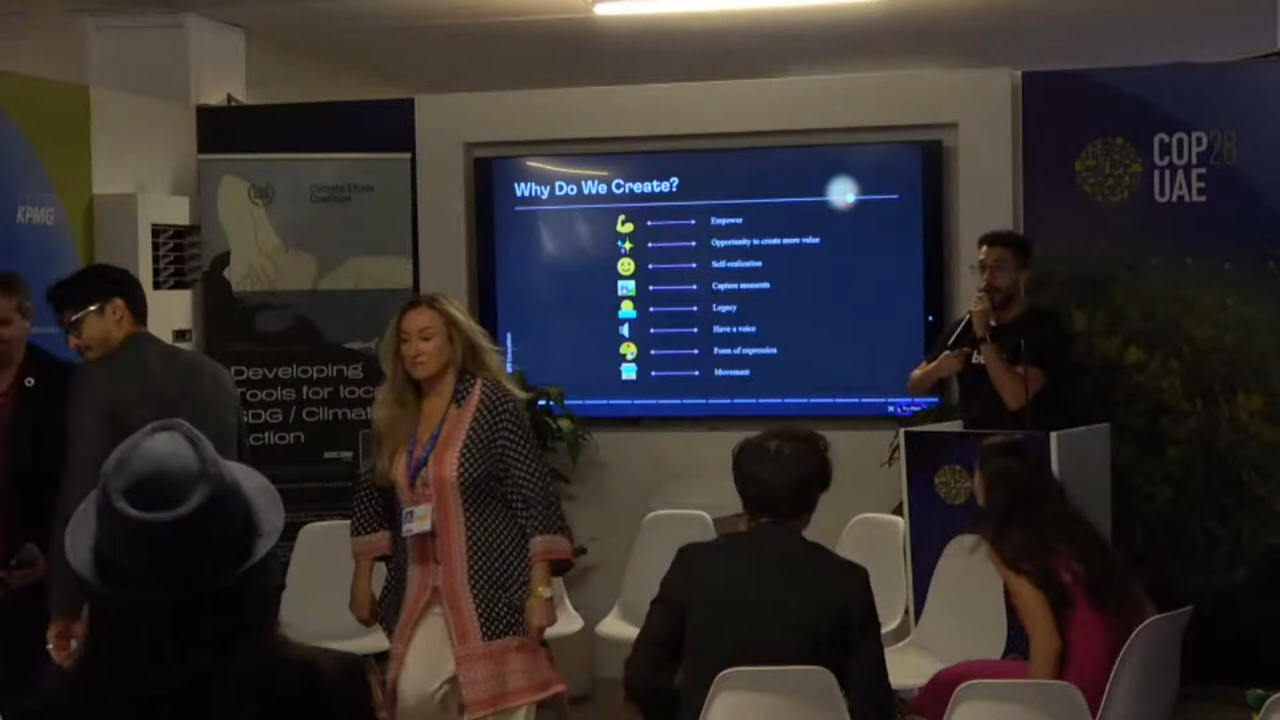 KPMG
Climate Chain
Coalition
Developing
Tools for loca
SDG / Climat
ction
Why Do We Create?
Empower
Opportunity to create more value
Self-realization
Capture moments
Legacy
Have a voice
Form of expression
Movement
COP28
UAE